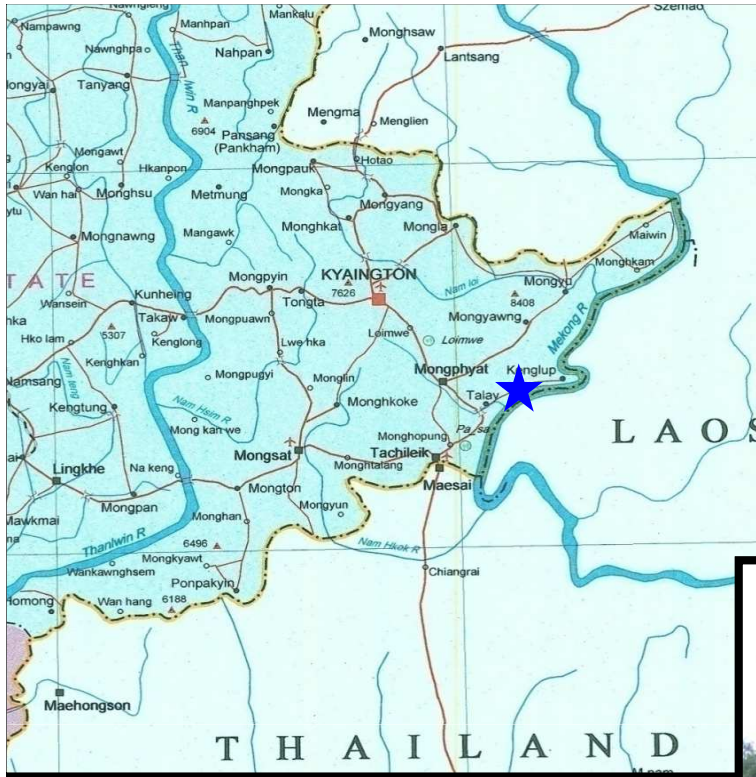 Szemao
Manhpan
Mankalu
Nampawng
Nawnghpa
Monghsaw
Nahpan
Lantsang
Than
lwin R
Tanyang
Manpanghpek
Mengma
Menglien
6904
Pansang
(Pankham)
Mongawt
Hotao
Kenglon
Hkanpon
Mongpauk
Wan hai
Monghsu
Metmung
Mongka
Mongyang
Monghkat
Mongla
Maiwin
Mongnawng
Mangawk
Monghkam
TATE
Mongpyin
KYAINGTON
7626
Nam loi
Mongyu
Wansein
Kunheing
Tongta
8408
Takaw
Mongpuawn
Loimwe
Mongyawng
Mekong R
5307
Hko lam
Kenglong
Lwe hka
Loimwe
Kenghkan
Mongphyat
Kenglup
Namsang
Nam teng
Mongpugyi
Monglin
Talay
Kengtung
Nam Hsim R
Monghkoke
LAOS
Mong kan we
Monghopung
Pa sa
Lingkhe
Na keng
Mongsat
Monghtalang
Tachileik
Maesai
Mongpan
Mongton
Mawkmai
Monghan
Mongyun
Thanlwin R
6496
Nam Hkok R
Mongkyawt
Wankawnghsem
Chiangrai
Ponpakyin
Homong
Wan hang
6188
Maehongson
THAILAND